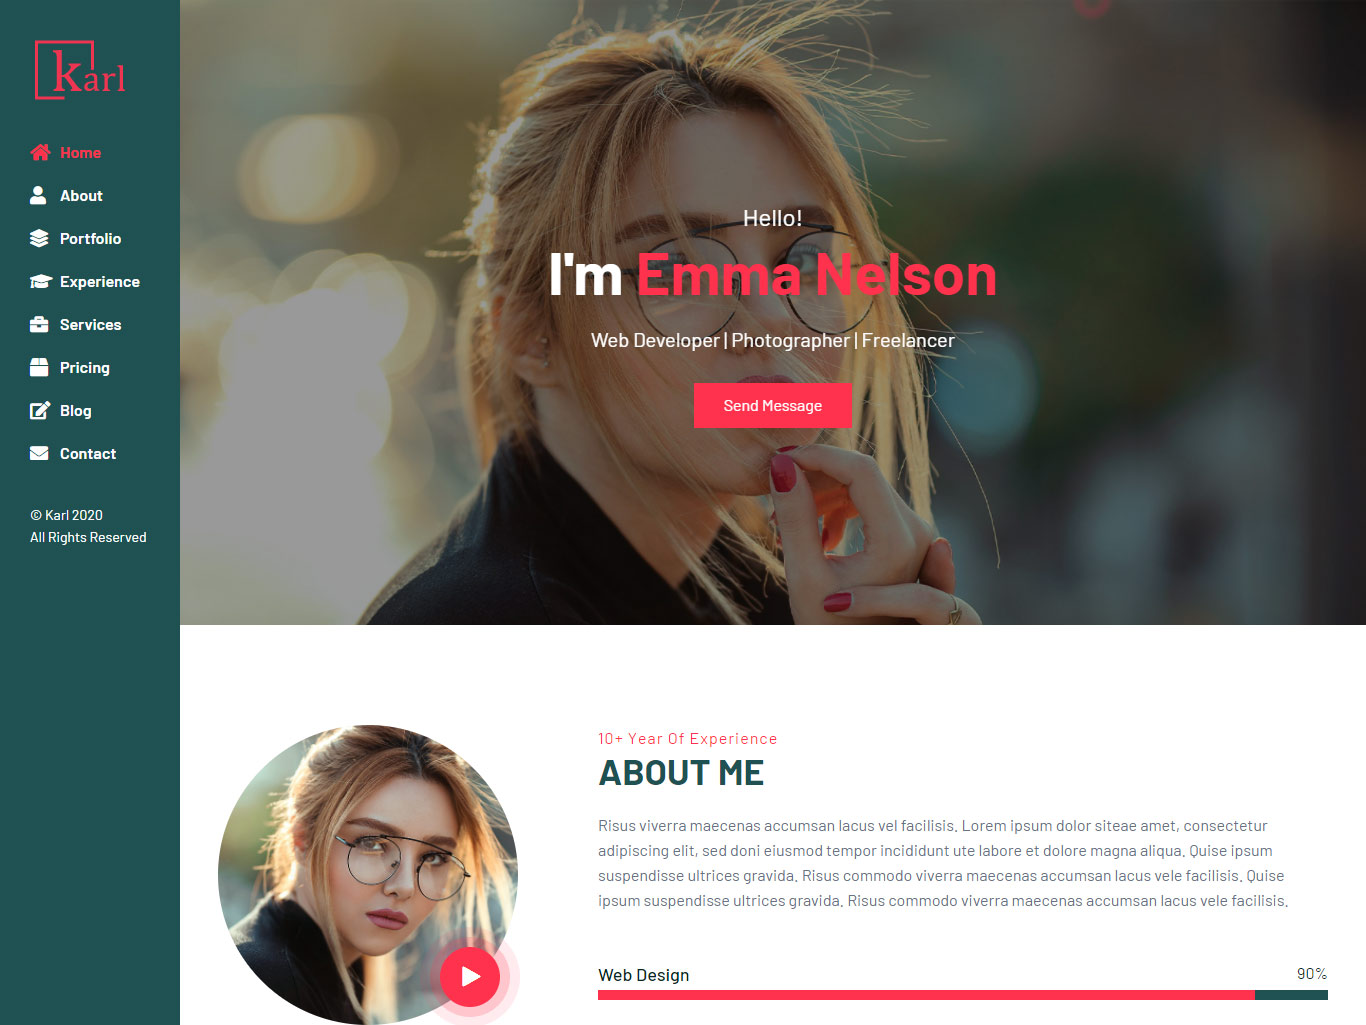 karl
Home
About
Portfolio
Experience
Services
Pricing
Blog
Contact
© Karl 2020
All Rights Reserved
Hello!
I'm Emma Nelson
Web Developer | Photographer | Freelancer
Send Message
10+ Year Of Experience
ABOUT ME
Risus viverra maecenas accumsan lacus vel facilisis. Lorem ipsum dolor siteae amet, consectetur
adipiscing elit, sed doni eiusmod tempor incididunt ute labore et dolore magna aliqua. Quise ipsum
suspendisse ultrices gravida. Risus commodo viverra maecenas accumsan lacus vele facilisis. Quise
ipsum suspendisse ultrices gravida. Risus commodo viverra maecenas accumsan lacus vele facilisis.
Web Design 90%